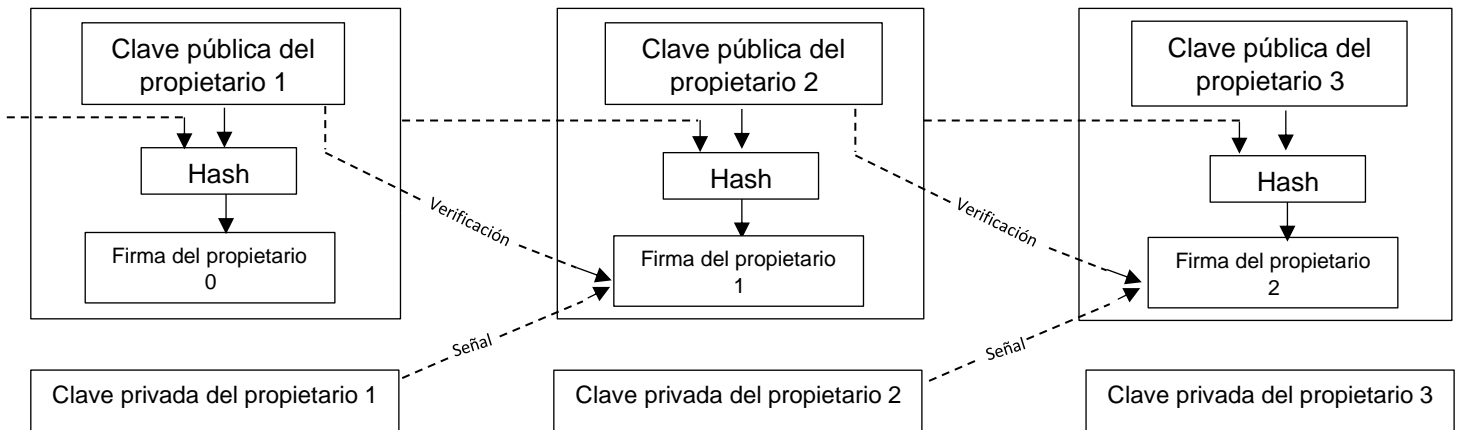 Clave pública del
propietario 1
Hash
Firma del propietario
0
Clave pública del
propietario 2
Hash
Firma del propietario
1
Clave pública del
propietario 3
Hash
Firma del propietario
2
Verificación
Verificación
Señal
Señal
Clave privada del propietario 1
Clave privada del propietario 2
Clave privada del propietario 3